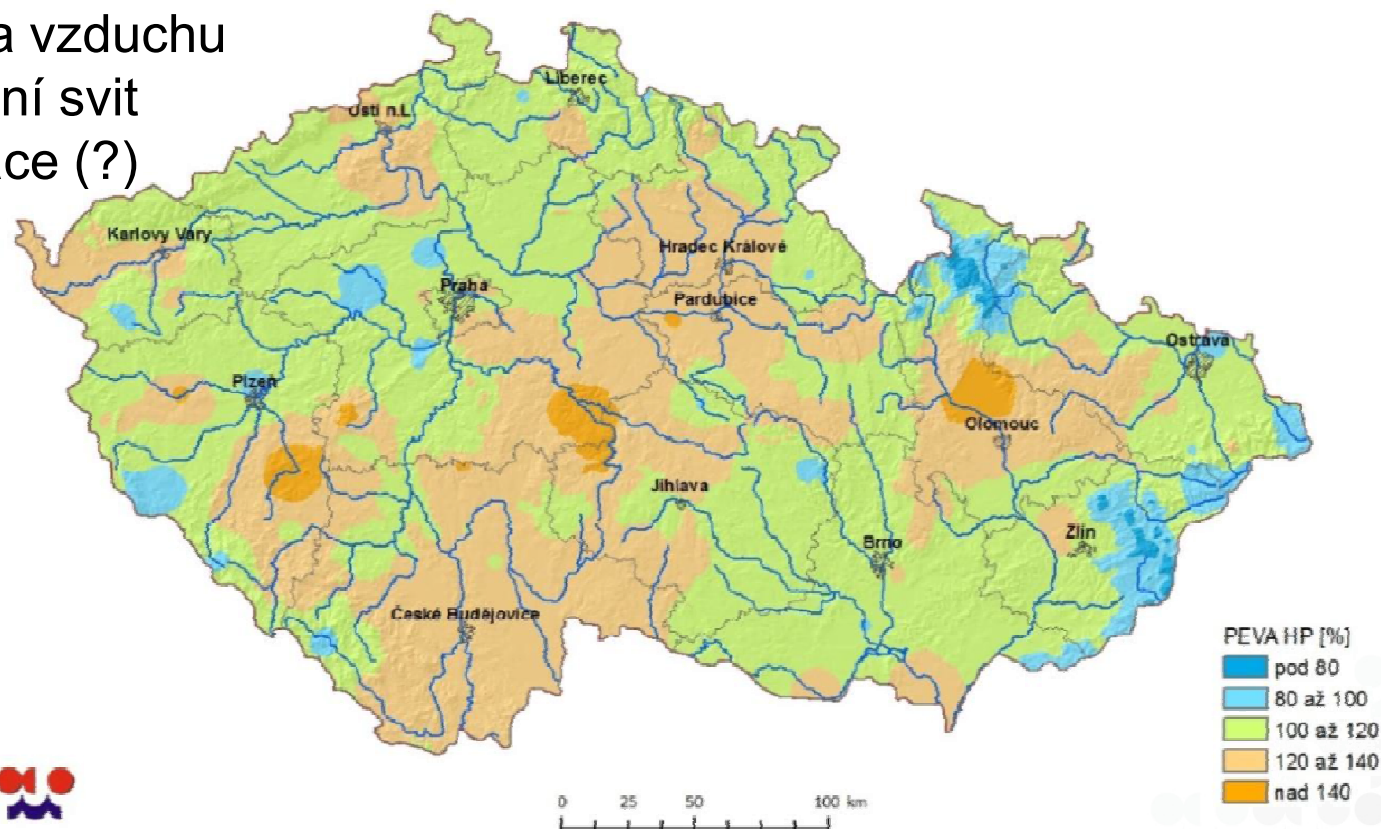 a vzduchu
ní svit
ce (?)
Liberec
Ústí n.L
Karlovy Vary
Hradec Králové
Praha
Pardubice
Ostrava
Plzeň
Olomouc
Jihlava
Zlín
Brno
České Budějovice
PEVA HP [%]
pod 80
80 až 100
100 až 120
120 až 140
nad 140
0 25 50 100 km